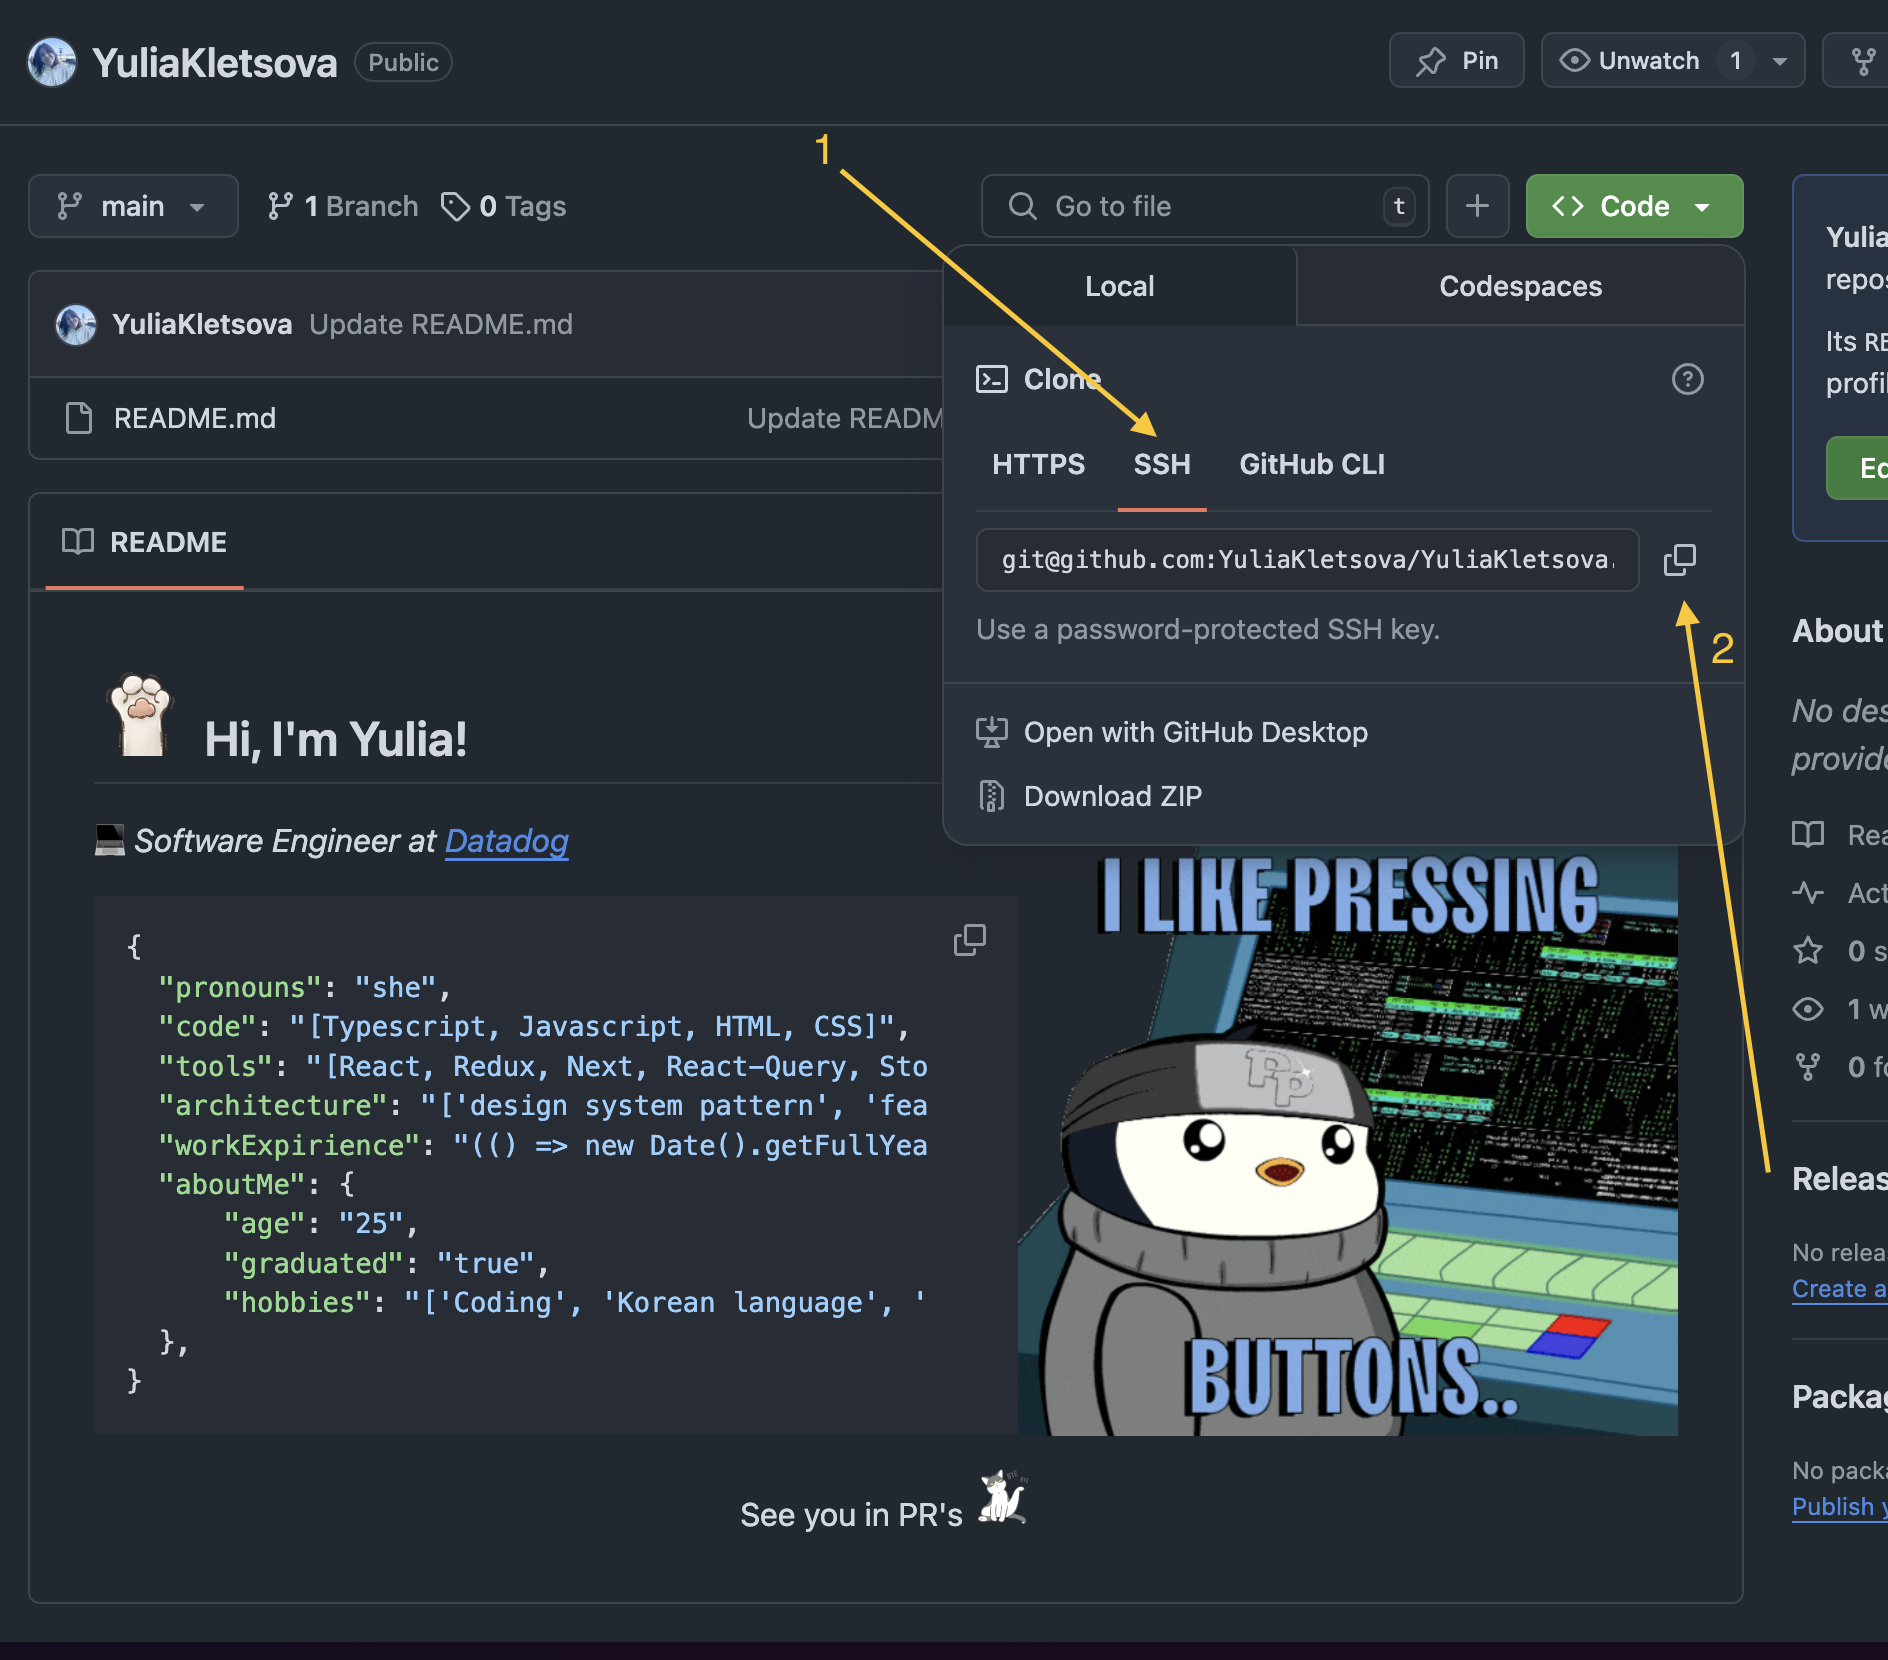 YuliaKletsova Public
Pin
Unwatch 1
1
main
1 Branch
0 Tags
Go to file t
Code
Local
Codespaces
YuliaKletsova Update README.md
Clone
README.md
Update READM
HTTPS SSH GitHub CLI
git@github.com:YuliaKletsova/YuliaKletsova.
Use a password-protected SSH key.
2
Open with GitHub Desktop
Download ZIP
README
Hi, I'm Yulia!
Software Engineer at Datadog
{
"pronouns": "she",
"code": "[Typescript, Javascript, HTML, CSS]",
"tools": "[React, Redux, Next, React-Query, Sto
"architecture": "['design system pattern', 'fea
"workExpirience": "(() => new Date().getFullYea
"aboutMe": {
"age": "25",
"graduated": "true",
"hobbies": "['Coding', 'Korean language', '
},
}
I LIKE PRESSING
PP
BUTTONS..
See you in PR's
Yulia
repos
Its RE
profil
Ed
About
No des
provide
Rea
Act
0 s
1 w
0 fo
Releas
No relea
Create a
Packag
No packa
Publish y